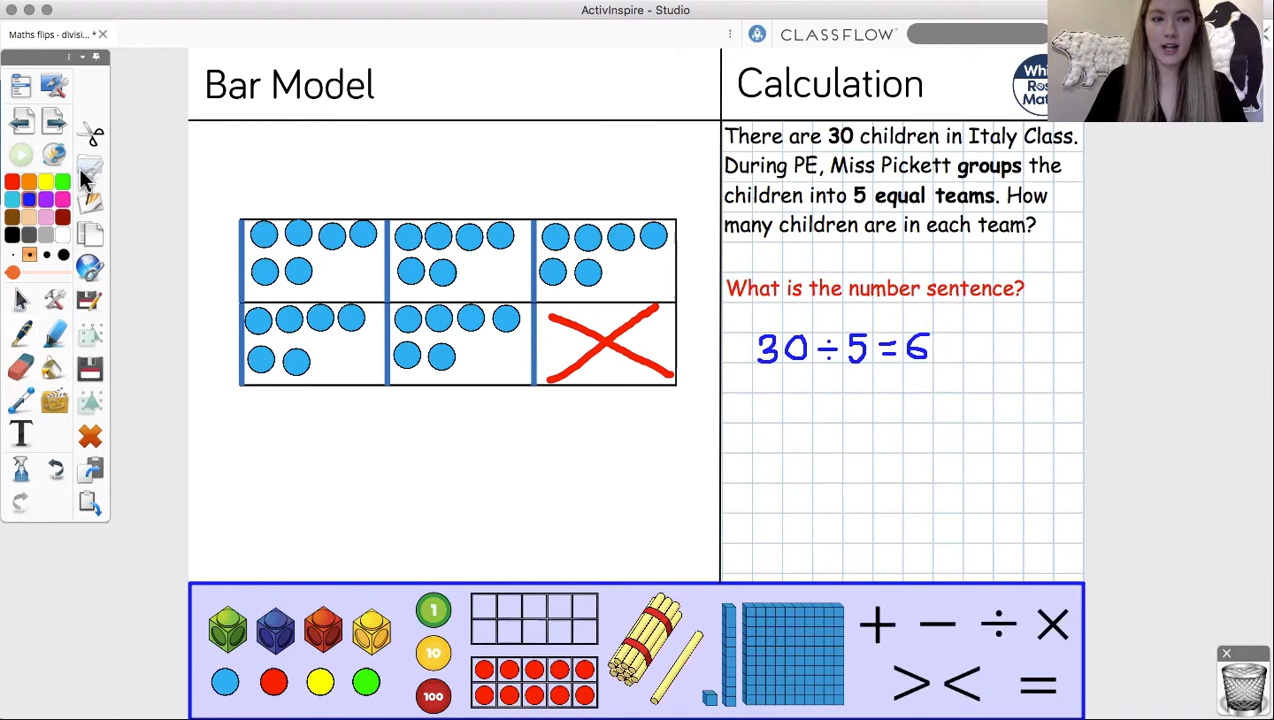 ActivInspire - Studio
Maths flips - divisi... *
CLASSFLOW
Bar Model
Calculation
There are 30 children in Italy Class.
During PE, Miss Pickett groups the
children into 5 equal teams. How
many children are in each team?
What is the number sentence?
30÷5=6
T
1
10
100
+ − ÷ ×
> < =